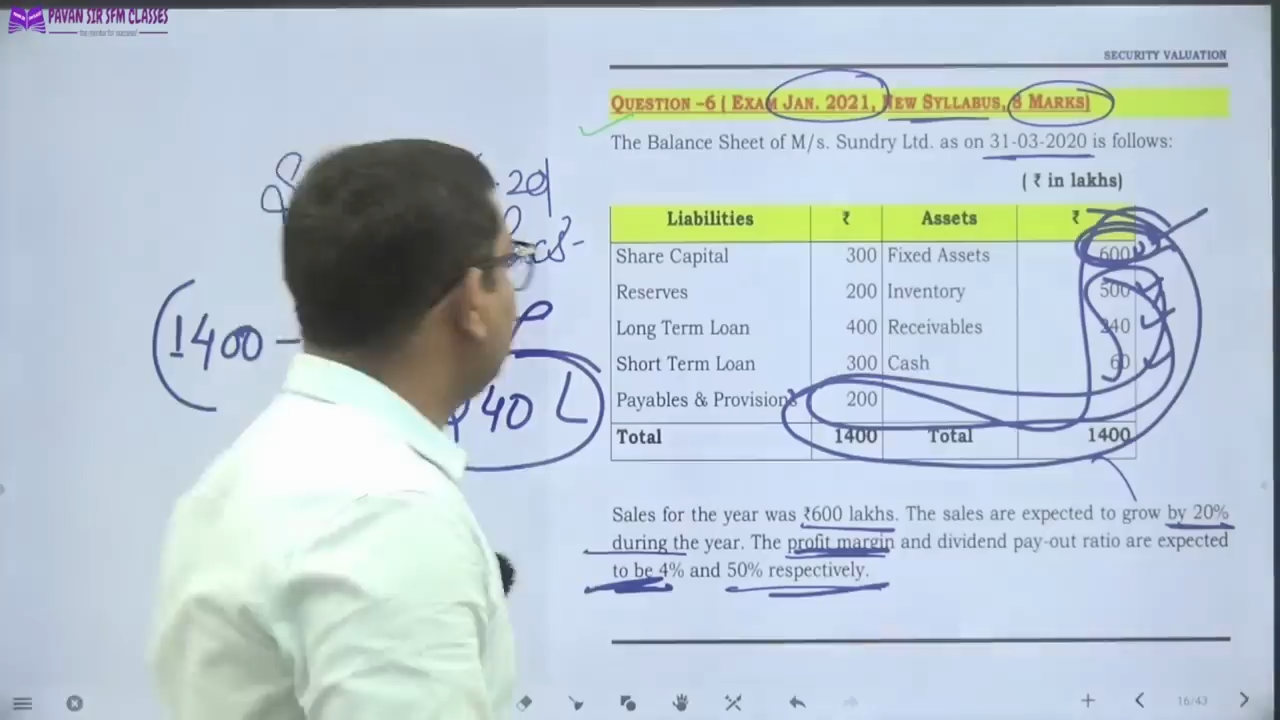 PAVAN SIR SFM CLASSES
SECURITY VALUATION
QUESTION –6 ( EXAM JAN. 2021, NEW SYLLABUS, 8 MARKS)
The Balance Sheet of M/s. Sundry Ltd. as on 31-03-2020 is follows:
( ₹ in lakhs)
Liabilities ₹ Assets ₹
Share Capital 300 Fixed Assets 600
Reserves 200 Inventory 500
Long Term Loan 400 Receivables 240
Short Term Loan 300 Cash 60
Payables & Provisions 200
Total 1400 Total 1400
Sales for the year was ₹600 lakhs. The sales are expected to grow by 20%
during the year. The profit margin and dividend pay-out ratio are expected
to be 4% and 50% respectively.
(1400 –
40 L
16/43